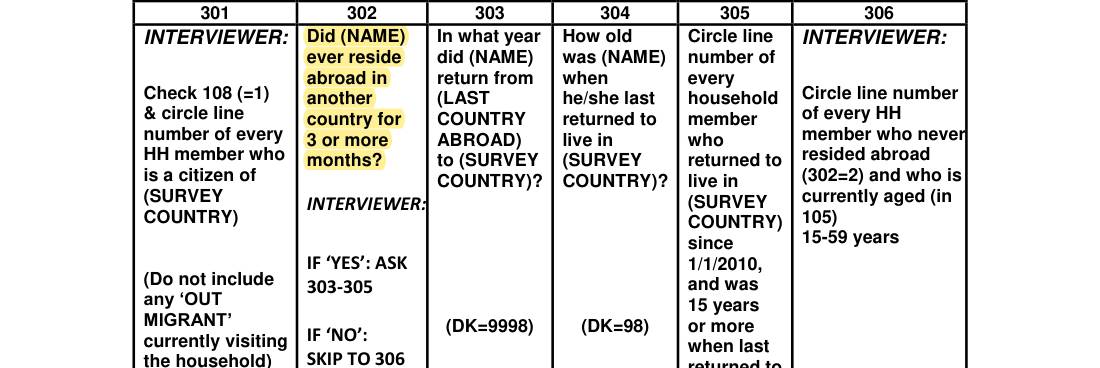 301
302
303
304
305
306
INTERVIEWER:
Check 108 (=1)
& circle line
number of every
HH member who
is a citizen of
(SURVEY
COUNTRY)
(Do not include
any ‘OUT
MIGRANT’
currently visiting
the household)
Did (NAME)
ever reside
abroad in
another
country for
3 or more
months?
INTERVIEWER:
IF ‘YES’: ASK
303-305
IF ‘NO’:
SKIP TO 306
In what year
did (NAME)
return from
(LAST
COUNTRY
ABROAD)
to (SURVEY
COUNTRY)?
(DK=9998)
How old
was (NAME)
when
he/she last
returned to
live in
(SURVEY
COUNTRY)?
(DK=98)
Circle line
number of
every
household
member
who
returned to
live in
(SURVEY
COUNTRY)
since
1/1/2010,
and was
15 years
or more
when last
returned to
INTERVIEWER:
Circle line number
of every HH
member who never
resided abroad
(302=2) and who is
currently aged (in
105)
15-59 years